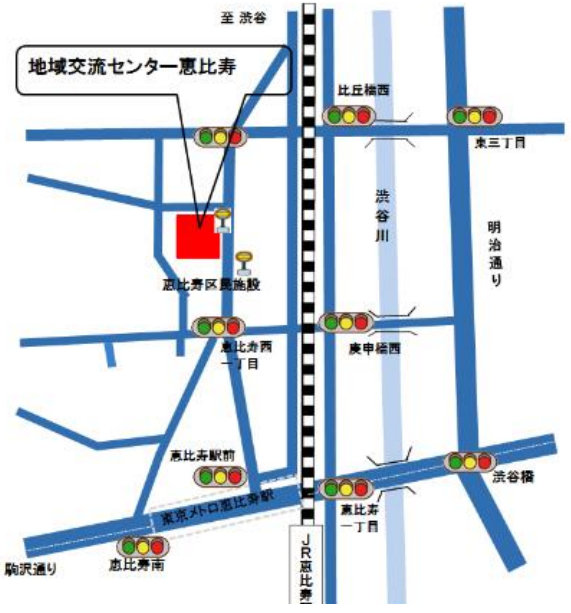 至 渋谷
地域交流センター恵比寿
比丘橋西
東三丁目
渋谷川
明治通り
恵比寿区民施設
恵比寿西
一丁目
庚申橋西
恵比寿駅前
渋谷橋
東京メトロ恵比寿駅
恵比寿
一丁目
駒沢通り
恵比寿南
JR恵比寿